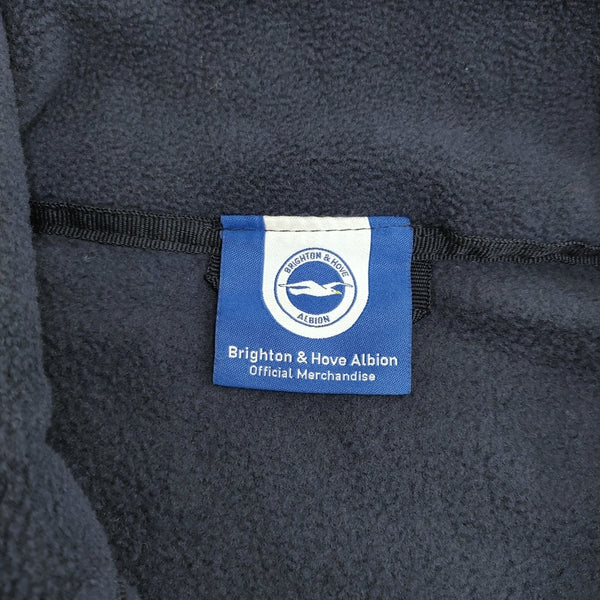 BRIGHTON & HOVE
ALBION
Brighton & Hove Albion
Official Merchandise